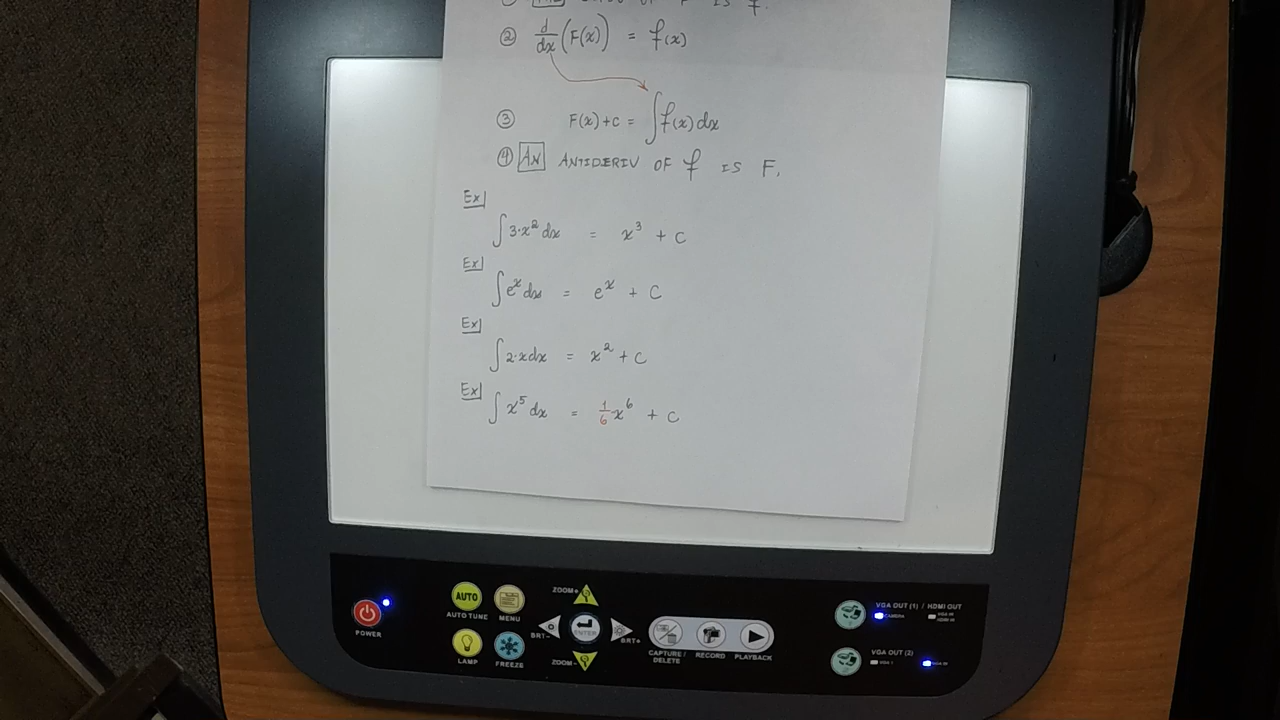 IS f.
② d/dx (F(x)) = f(x)
③ F(x)+C = ∫f(x)dx
④ AN ANTIDERIV OF f IS F.
Ex|
∫3·x² dx = x³ + C
Ex|
∫eˣ dx = eˣ + C
Ex|
∫2·x dx = x² + C
Ex|
∫x⁵ dx = 1/6 x⁶ + C
POWER
AUTO
AUTO TUNE
MENU
LAMP
FREEZE
ZOOM+
BRT-
ENTER
BRT+
ZOOM-
CAPTURE/
DELETE
RECORD
PLAYBACK
VGA OUT (1) / HDMI OUT
CAMERA
VGA OUT (2)